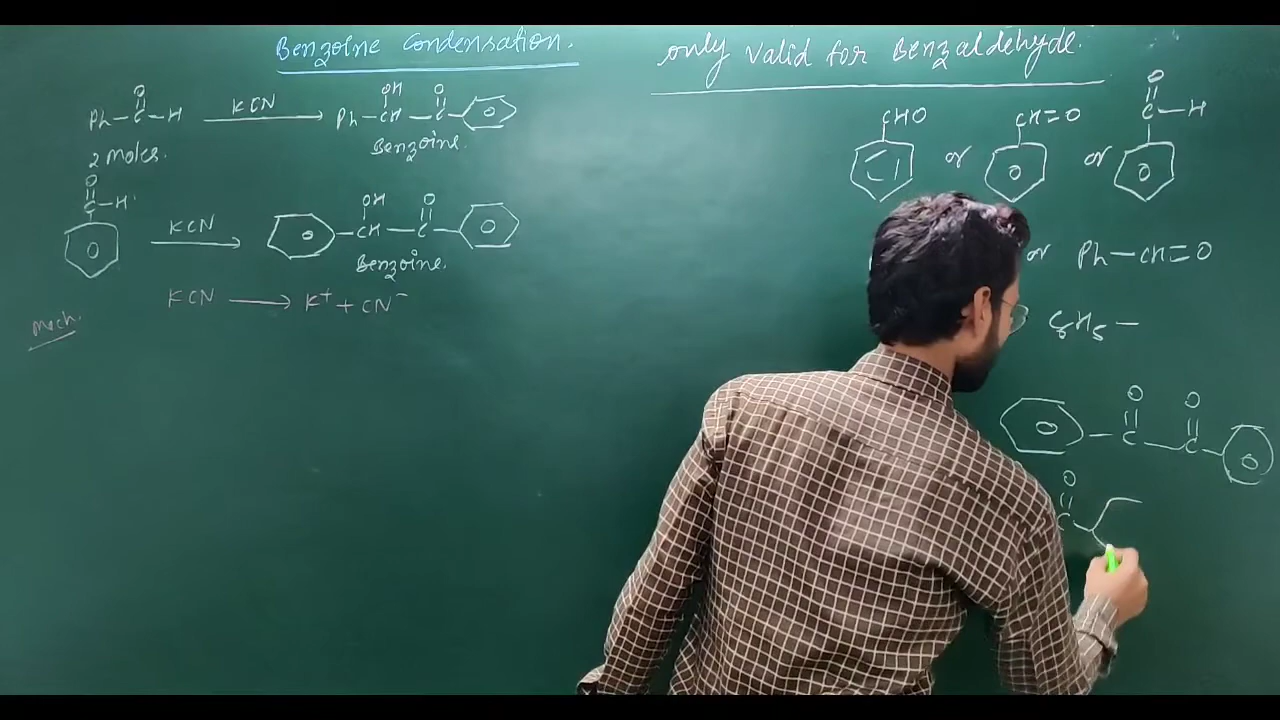 Benzoine Condensation.
only valid for Benzaldehyde.
O
Ph—C—H KCN Ph—CH—C—
OH O
2 moles. Benzoine.
O
C—H
KCN
OH O
CH—C
Benzoine.
KCN → K⁺ + CN⁻
Mech.
CHO or CH=O or C—H
O
or Ph—CH=O
C₆H₅—
O O
C—C
O
C